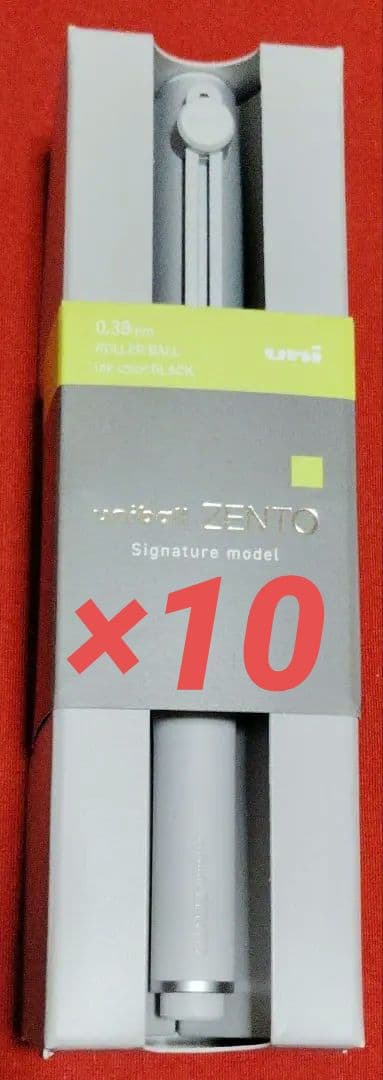 0.38mm
ROLLER BALL
ink color:BLACK
uni
uniball ZENTO
Signature model
×10